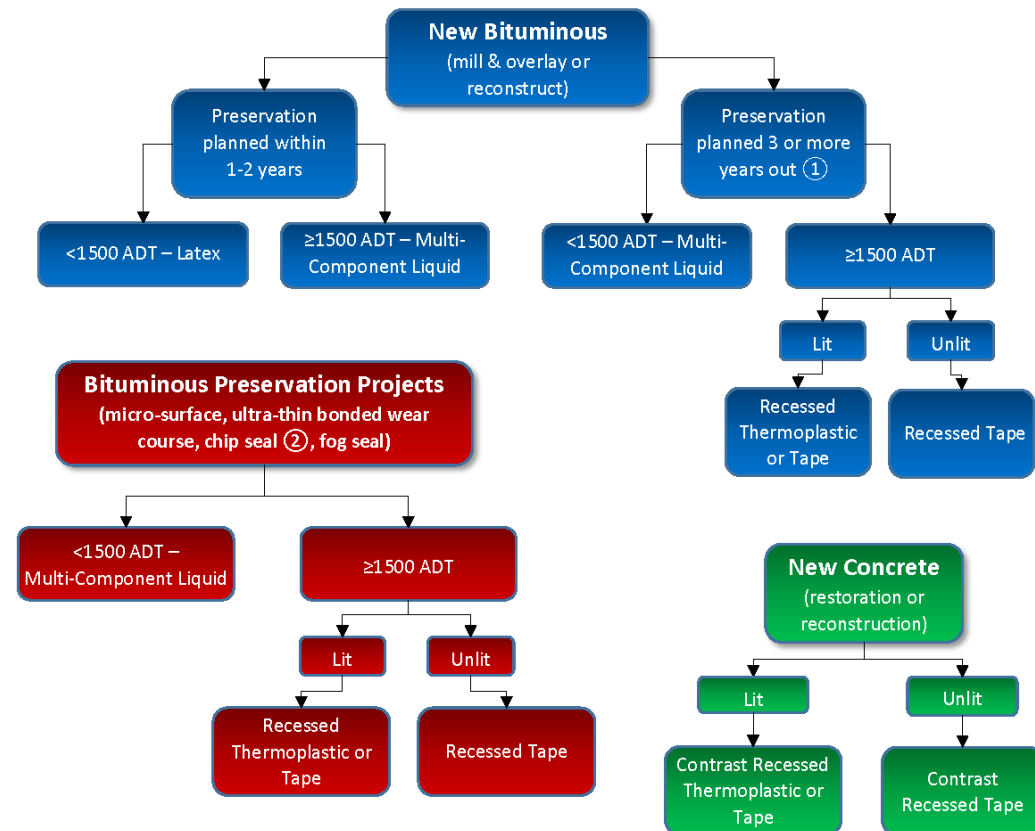 New Bituminous
(mill & overlay or
reconstruct)
Preservation
planned within
1-2 years
Preservation
planned 3 or more
years out ①
<1500 ADT – Latex
≥1500 ADT – Multi-
Component Liquid
<1500 ADT – Multi-
Component Liquid
≥1500 ADT
Lit
Unlit
Recessed
Thermoplastic
or Tape
Recessed Tape
Bituminous Preservation Projects
(micro-surface, ultra-thin bonded wear
course, chip seal ②, fog seal)
<1500 ADT –
Multi-Component Liquid
≥1500 ADT
Lit
Unlit
Recessed
Thermoplastic or
Tape
Recessed Tape
New Concrete
(restoration or
reconstruction)
Lit
Unlit
Contrast Recessed
Thermoplastic or
Tape
Contrast
Recessed Tape